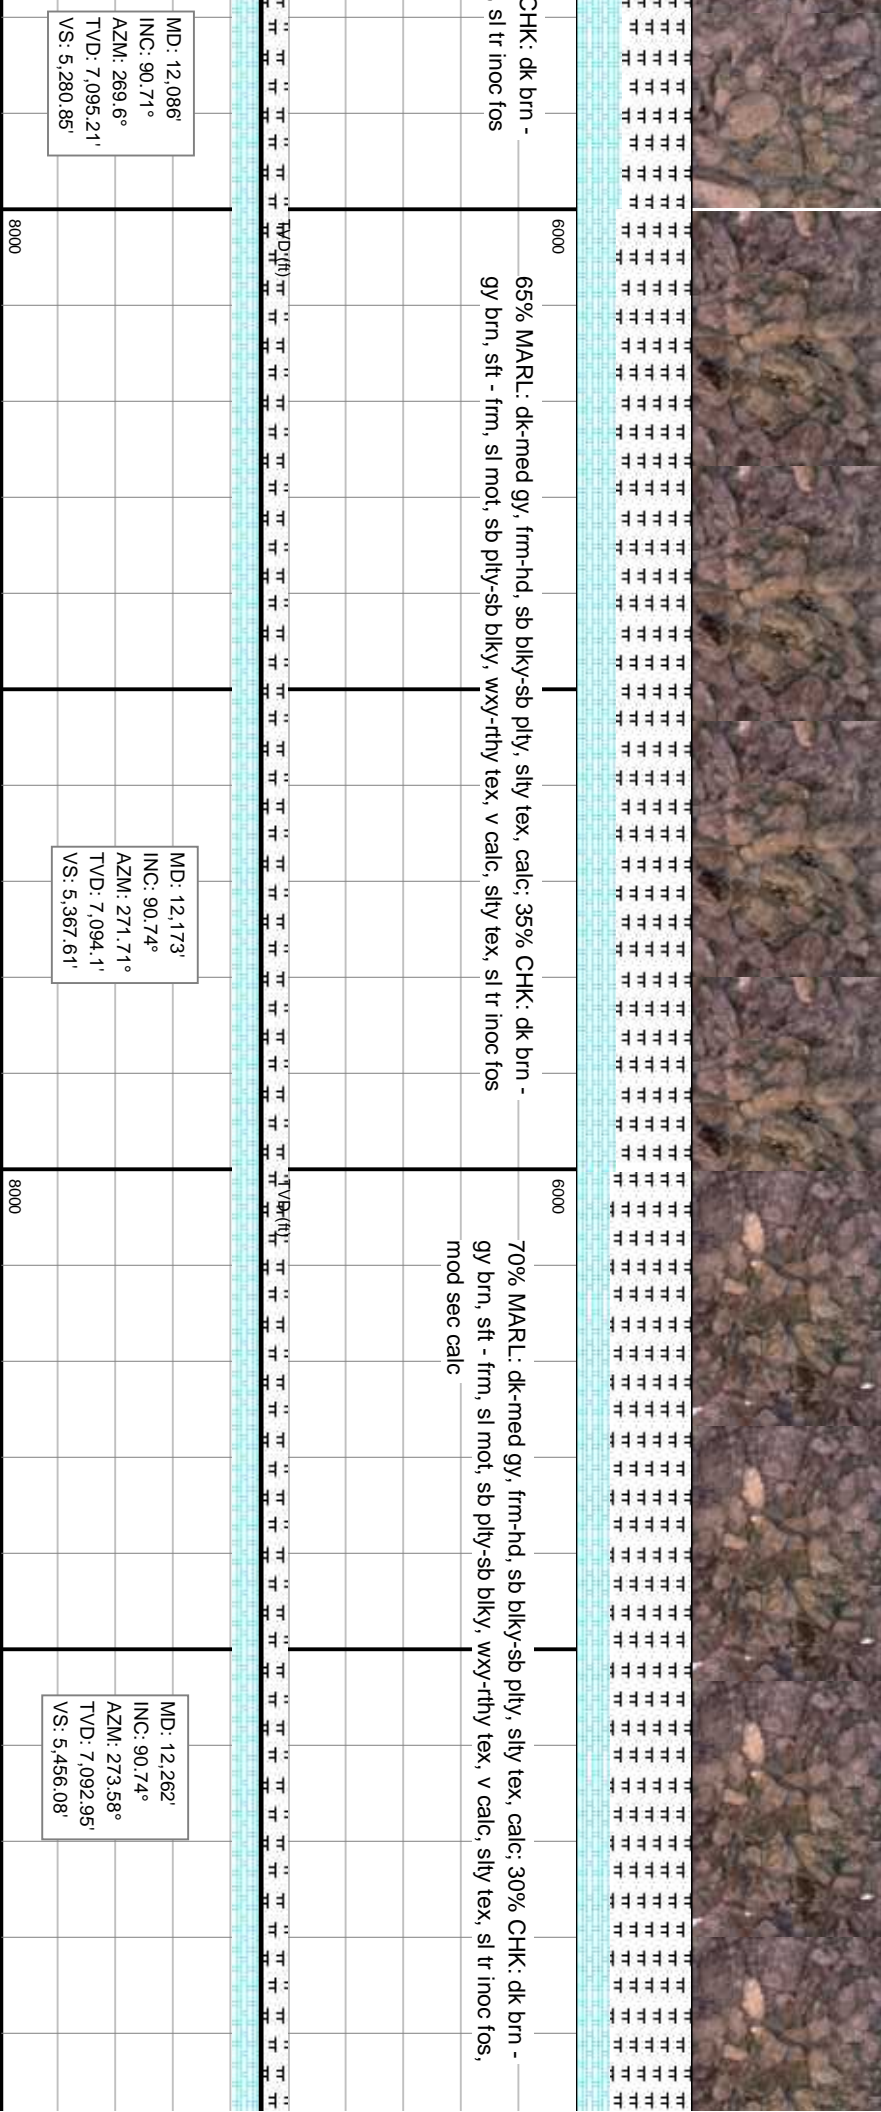 CHK: dk brn -
, sl tr inoc fos
MD: 12,086'
INC: 90.71°
AZM: 269.6°
TVD: 7,095.21'
VS: 5,280.85'
6000
TVD (ft)
8000
65% MARL: dk-med gy, frm-hd, sb blky-sb plty, slty tex, calc; 35% CHK: dk brn -
gy brn, sft - frm, sl mot, sb plty-sb blky, wxy-rthy tex, v calc, slty tex, sl tr inoc fos
MD: 12,173'
INC: 90.74°
AZM: 271.71°
TVD: 7,094.1'
VS: 5,367.61'
6000
TVD (ft)
8000
70% MARL: dk-med gy, frm-hd, sb blky-sb plty, slty tex, calc; 30% CHK: dk brn -
gy brn, sft - frm, sl mot, sb plty-sb blky, wxy-rthy tex, v calc, slty tex, sl tr inoc fos,
mod sec calc
MD: 12,262'
INC: 90.74°
AZM: 273.58°
TVD: 7,092.95'
VS: 5,456.08'